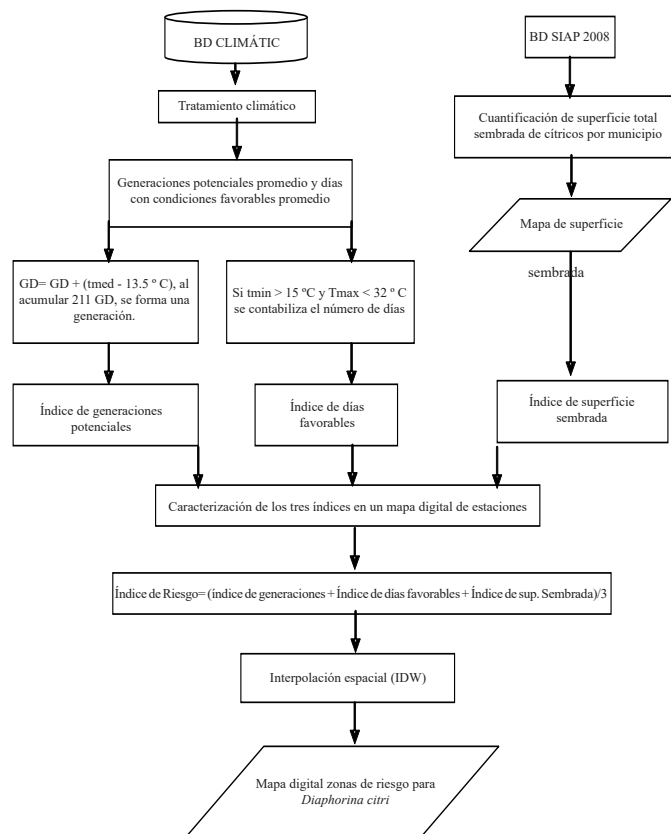 BD CLIMÁTIC
BD SIAP 2008
Tratamiento climático
Cuantificación de superficie total
sembrada de cítricos por municipio
Generaciones potenciales promedio y días
con condiciones favorables promedio
Mapa de superficie
sembrada
GD= GD + (tmed - 13.5 º C), al
acumular 211 GD, se forma una
generación.
Si tmin > 15 ºC y Tmax < 32 º C
se contabiliza el número de días
Índice de generaciones
potenciales
Índice de días
favorables
Índice de superficie
sembrada
Caracterización de los tres índices en un mapa digital de estaciones
Índice de Riesgo= (índice de generaciones + Índice de días favorables + Índice de sup. Sembrada)/3
Interpolación espacial (IDW)
Mapa digital zonas de riesgo para
Diaphorina citri